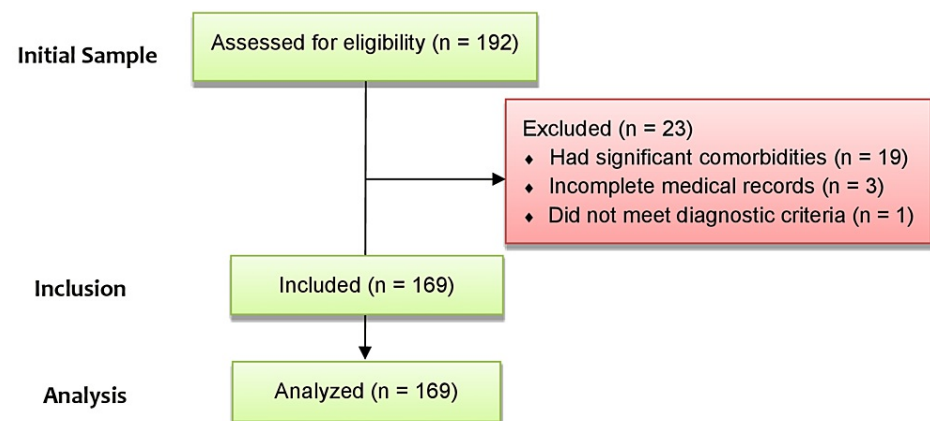 Initial Sample
Assessed for eligibility (n = 192)
Excluded (n = 23)
♦ Had significant comorbidities (n = 19)
♦ Incomplete medical records (n = 3)
♦ Did not meet diagnostic criteria (n = 1)
Inclusion
Included (n = 169)
Analysis
Analyzed (n = 169)